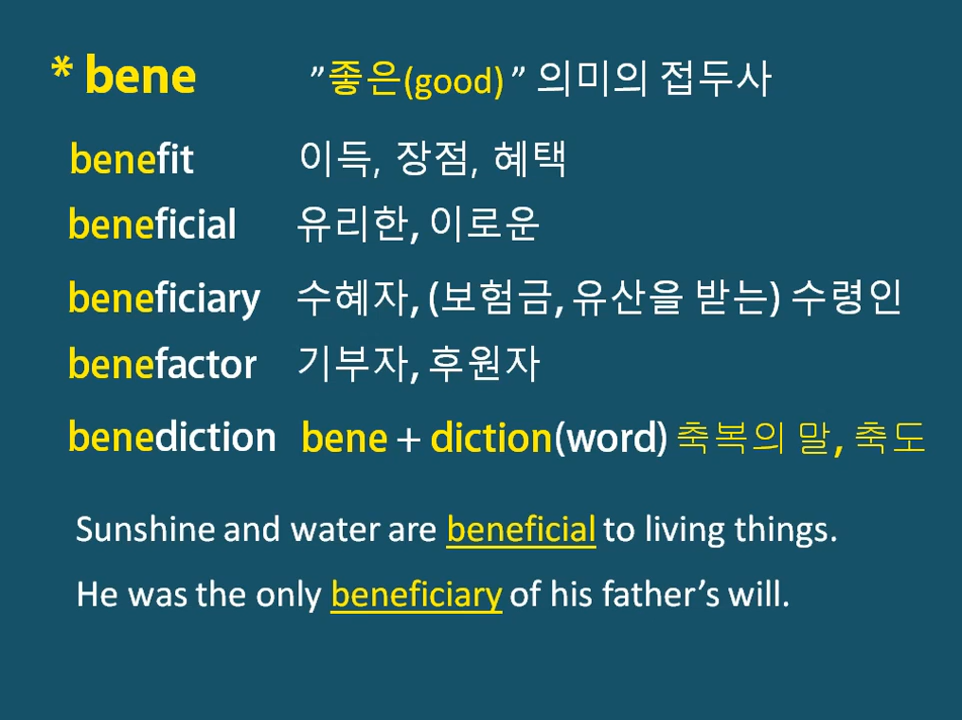 * bene ”좋은(good) ” 의미의 접두사
benefit 이득, 장점, 혜택
beneficial 유리한, 이로운
beneficiary 수혜자, (보험금, 유산을 받는) 수령인
benefactor 기부자, 후원자
benediction bene + diction(word) 축복의 말, 축도
Sunshine and water are beneficial to living things.
He was the only beneficiary of his father’s will.